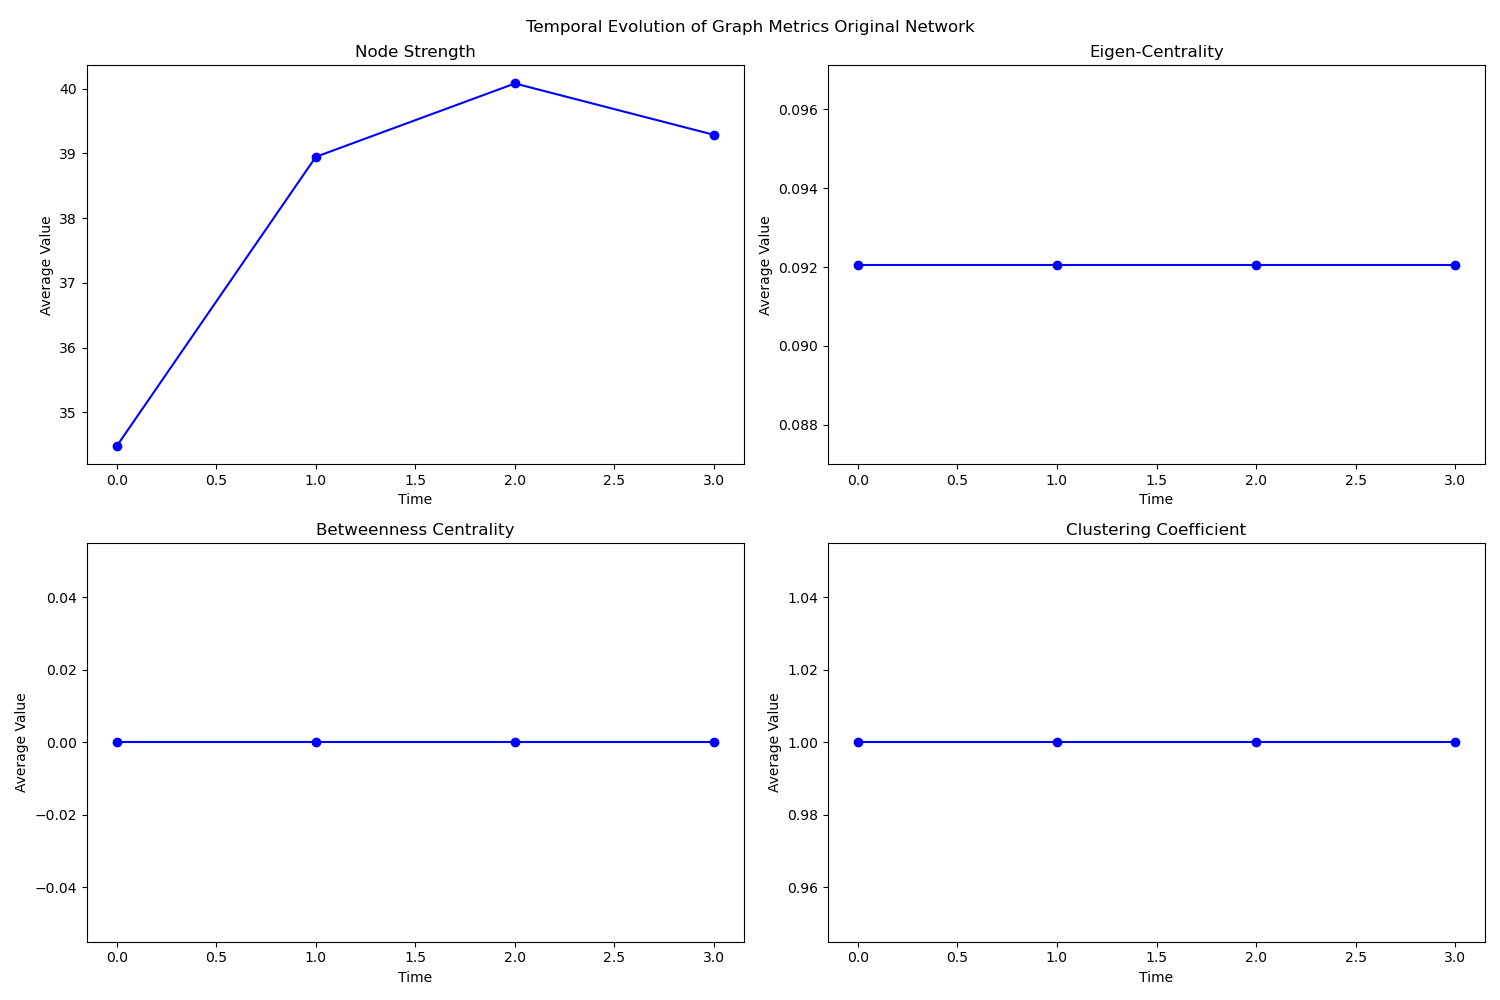 Temporal Evolution of Graph Metrics Original Network
Node Strength
40
39
38
37
36
35
Average Value
0.0 0.5 1.0 1.5 2.0 2.5 3.0
Time
Eigen-Centrality
0.096
0.094
0.092
0.090
0.088
Average Value
0.0 0.5 1.0 1.5 2.0 2.5 3.0
Time
Betweenness Centrality
0.04
0.02
0.00
−0.02
−0.04
Average Value
0.0 0.5 1.0 1.5 2.0 2.5 3.0
Time
Clustering Coefficient
1.04
1.02
1.00
0.98
0.96
Average Value
0.0 0.5 1.0 1.5 2.0 2.5 3.0
Time